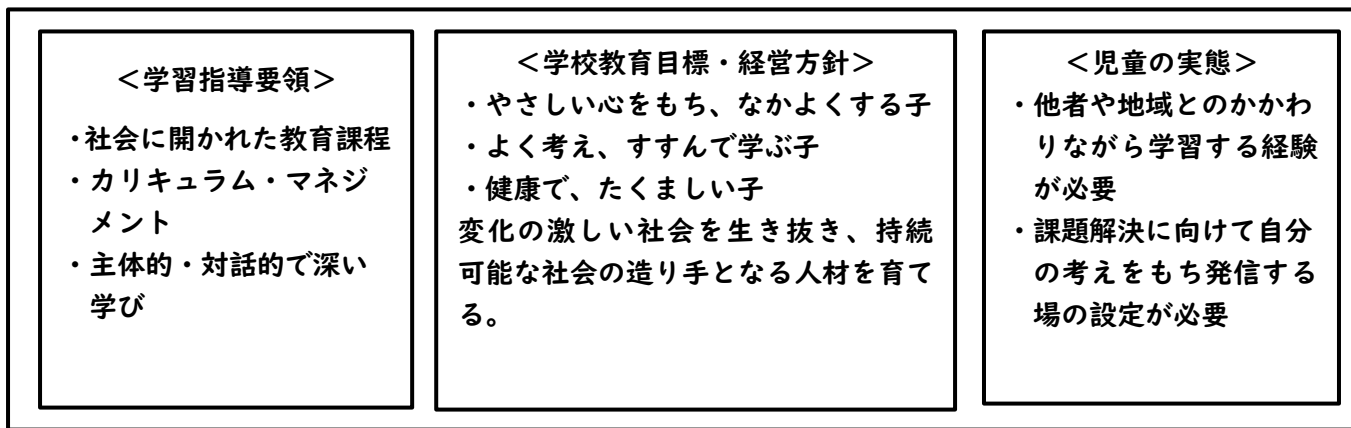 ＜学習指導要領＞
・社会に開かれた教育課程
・カリキュラム・マネジ
メント
・主体的・対話的で深い
学び
＜学校教育目標・経営方針＞
・やさしい心をもち、なかよくする子
・よく考え、すすんで学ぶ子
・健康で、たくましい子
変化の激しい社会を生き抜き、持続
可能な社会の造り手となる人材を育て
る。
＜児童の実態＞
・他者や地域とのかかわ
りながら学習する経験
が必要
・課題解決に向けて自分
の考えをもち発信する
場の設定が必要